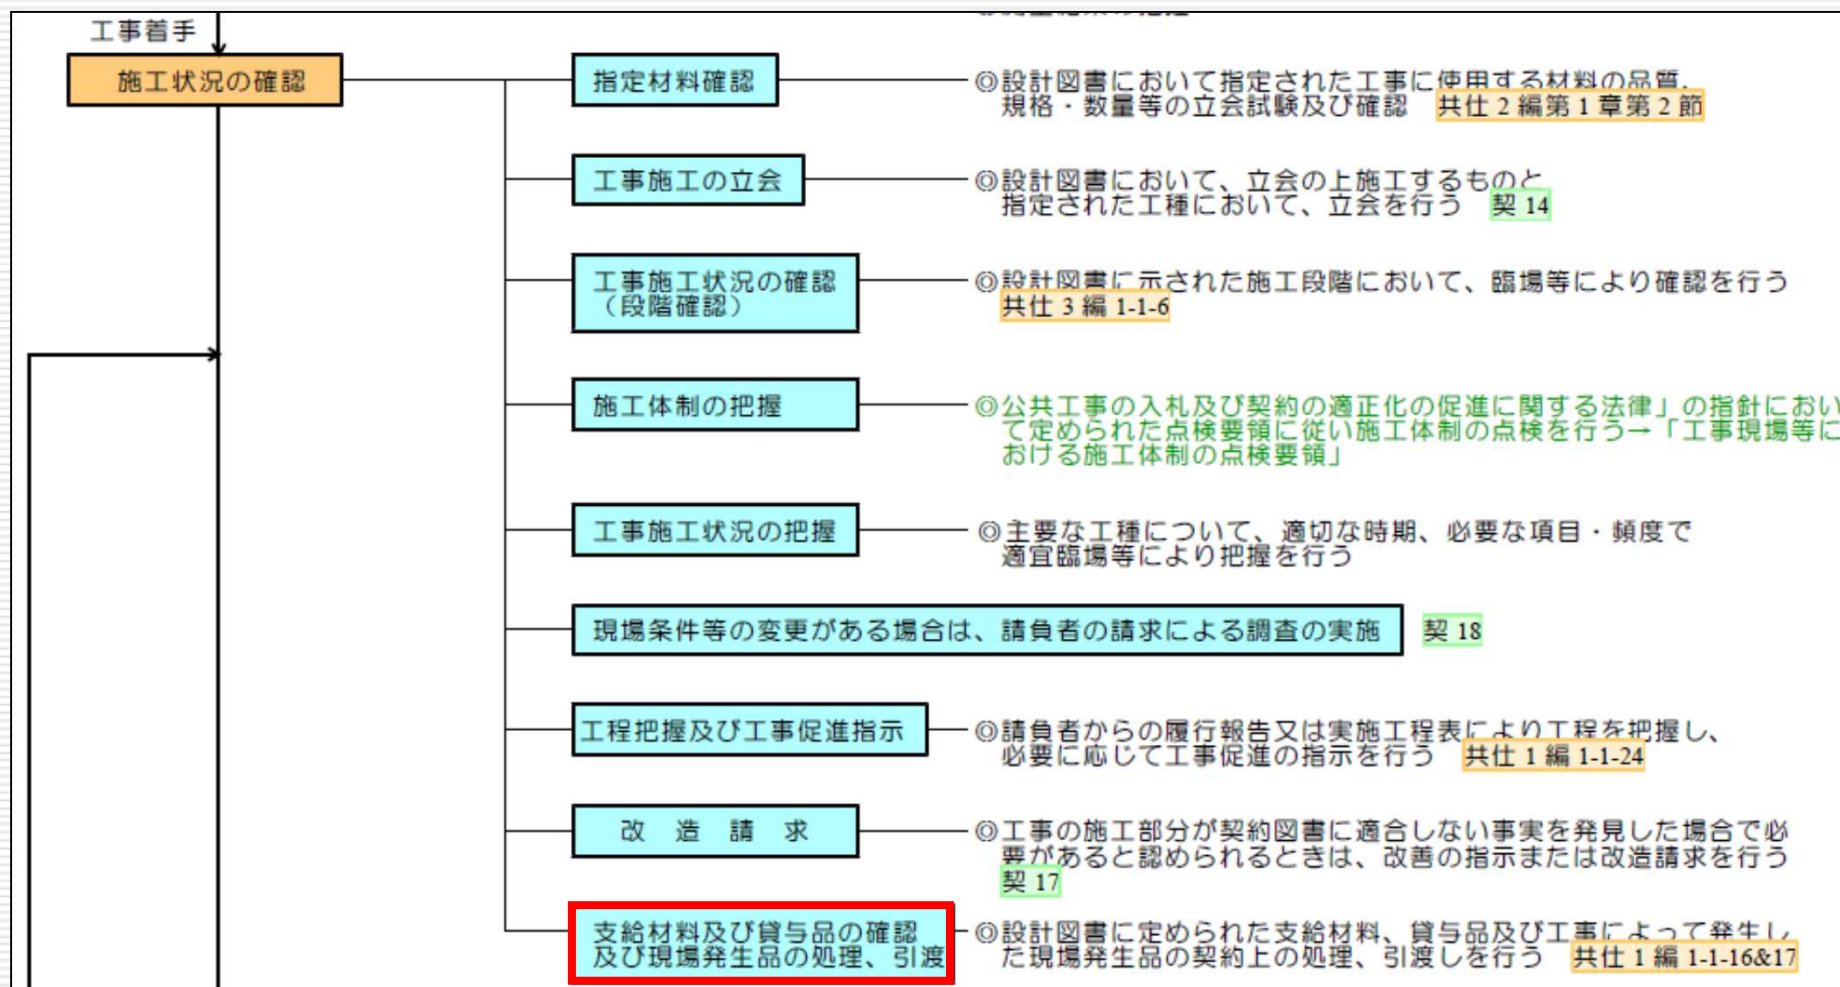 工事着手
施工状況の確認
指定材料確認
◎設計図書において指定された工事に使用する材料の品質、
規格・数量等の立会試験及び確認 共仕 2 編第 1 章第 2 節
工事施工の立会
◎設計図書において、立会の上施工するものと
指定された工種において、立会を行う 契 14
工事施工状況の確認
（段階確認）
◎設計図書に示された施工段階において、臨場等により確認を行う
共仕 3 編 1-1-6
施工体制の把握
◎公共工事の入札及び契約の適正化の促進に関する法律」の指針におい
て定められた点検要領に従い施工体制の点検を行う→「工事現場等に
おける施工体制の点検要領」
工事施工状況の把握
◎主要な工種について、適切な時期、必要な項目・頻度で
適宜臨場等により把握を行う
現場条件等の変更がある場合は、請負者の請求による調査の実施 契 18
工程把握及び工事促進指示
◎請負者からの履行報告又は実施工程表により工程を把握し、
必要に応じて工事促進の指示を行う 共仕 1 編 1-1-24
改 造 請 求
◎工事の施工部分が契約図書に適合しない事実を発見した場合で必
要があると認められるときは、改善の指示または改造請求を行う
契 17
支給材料及び貸与品の確認
及び現場発生品の処理、引渡
◎設計図書に定められた支給材料、貸与品及び工事によって発生し
た現場発生品の契約上の処理、引渡しを行う 共仕 1 編 1-1-16&17